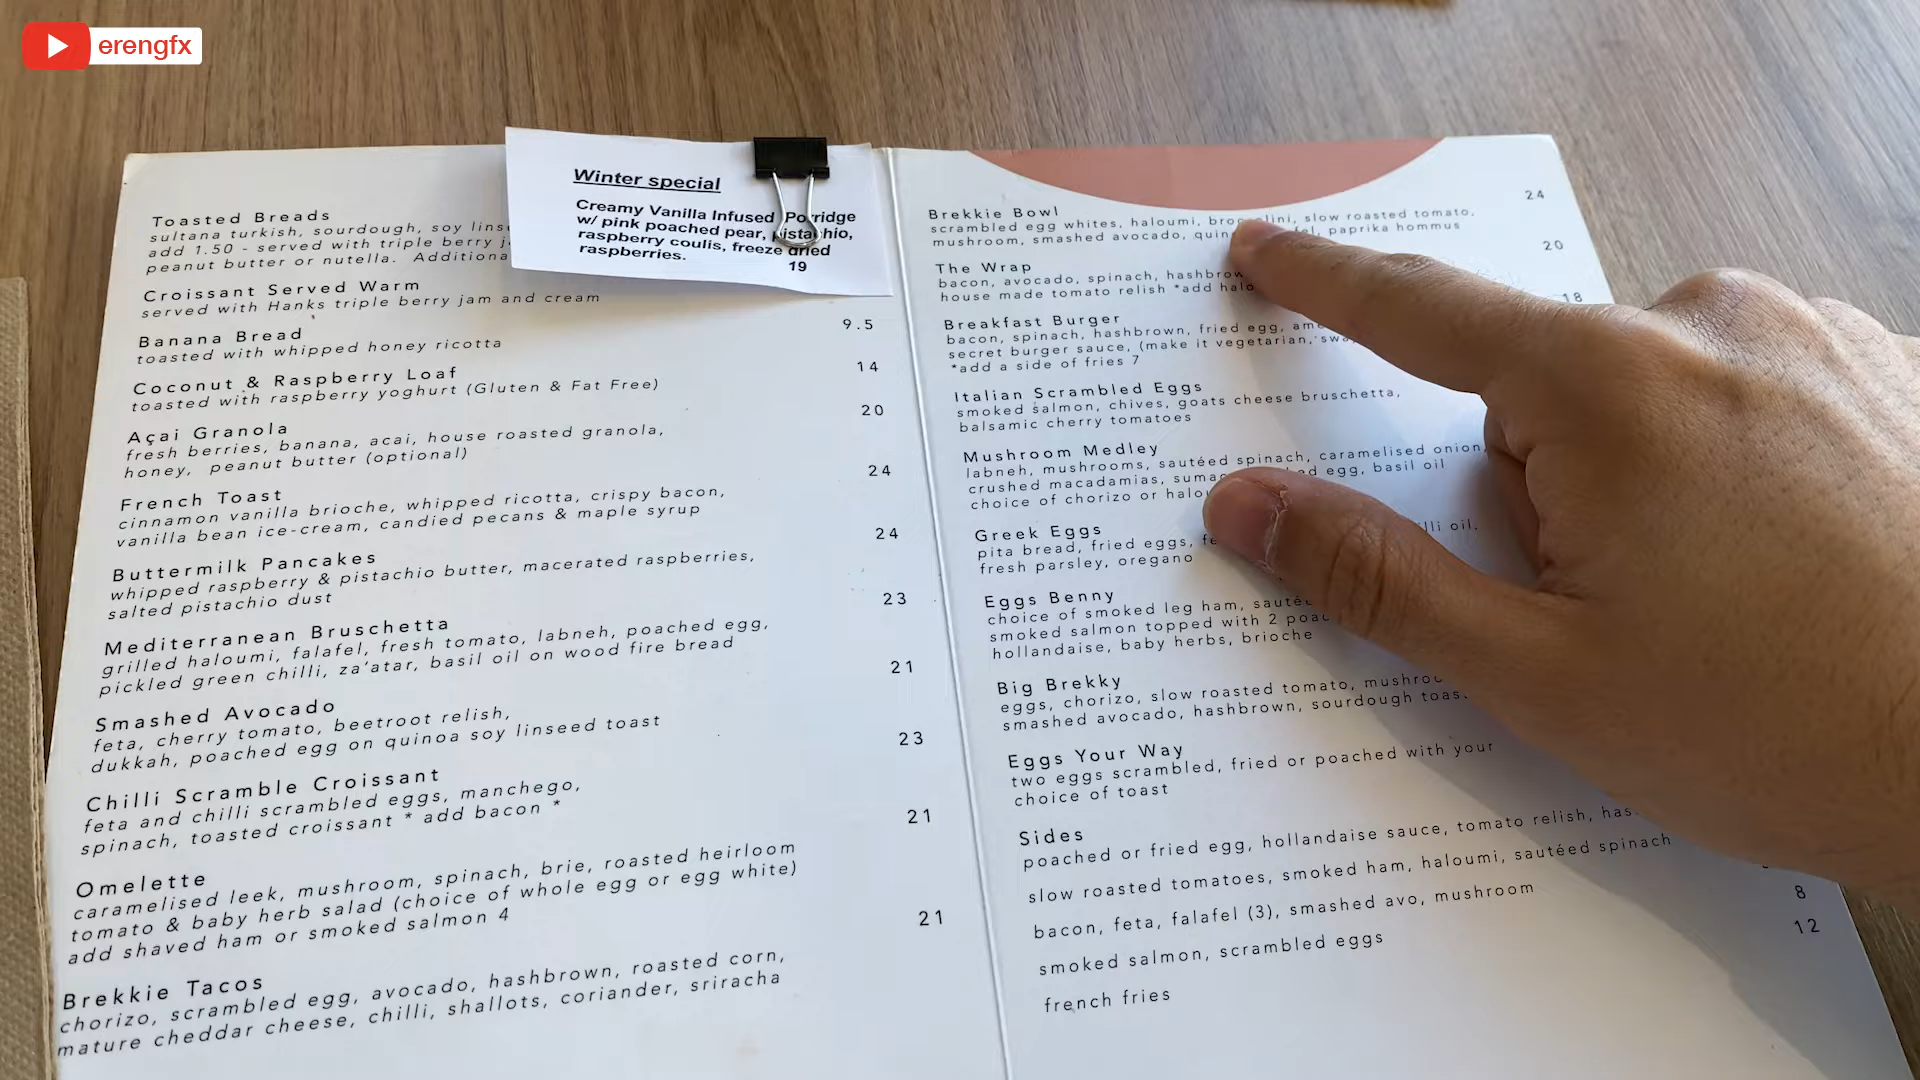 erengfx
Winter special
Creamy Vanilla Infused Porridge
w/ pink poached pear, pistachio,
raspberry coulis, freeze dried
raspberries.
19
Toasted Breads
sultana turkish, sourdough, soy
add 1.50 - served with triple berry
peanut butter or nutella.
Croissant Served Warm
served with Hanks triple berry jam and cream
9.5
Banana Bread
toasted with whipped honey ricotta
14
Coconut & Raspberry Loaf
toasted with raspberry yoghurt (Gluten & Fat Free)
20
Açai Granola
fresh berries, banana, acai, house roasted granola,
honey, peanut butter (optional)
24
French Toast
cinnamon vanilla brioche, whipped ricotta, crispy bacon,
vanilla bean ice-cream, candied pecans & maple syrup
24
Buttermilk Pancakes
whipped raspberry & pistachio butter, macerated raspberries,
salted pistachio dust
23
Mediterranean Bruschetta
grilled haloumi, falafel, fresh tomato, labneh, poached egg,
pickled green chilli, za'atar, basil oil on wood fire bread
21
Smashed Avocado
feta, cherry tomato, beetroot relish,
dukkah, poached egg on quinoa soy linseed toast
23
Chilli Scramble Croissant
feta and chilli scrambled eggs, manchego,
spinach, toasted croissant * add bacon *
21
Omelette
caramelised leek, mushroom, spinach, brie, roasted heirloom
tomato & baby herb salad (choice of whole egg or egg white)
add shaved ham or smoked salmon 4
21
Brekkie Tacos
chorizo, scrambled egg, avocado, hashbrown, roasted corn,
mature cheddar cheese, chilli, shallots, coriander, sriracha
Brekkie Bowl
24
scrambled egg whites, haloumi, slow roasted tomato,
mushroom, smashed avocado, paprika hommus
The Wrap
20
bacon, avocado, spinach,
house made tomato relish *add
Breakfast Burger
18
bacon, spinach, hashbrown, fried egg,
secret burger sauce, (make it vegetarian,
*add a side of fries 7
Italian Scrambled Eggs
smoked salmon, chives, goats cheese bruschetta,
balsamic cherry tomatoes
Mushroom Medley
labneh, mushrooms, sautéed spinach, caramelised onion,
crushed macadamias, egg, basil oil
choice of chorizo or
Greek Eggs
pita bread, fried eggs, oil,
fresh parsley, oregano
Eggs Benny
choice of smoked leg ham,
smoked salmon topped with 2
hollandaise, baby herbs, brioche
Big Brekky
eggs, chorizo, slow roasted tomato,
smashed avocado, hashbrown, sourdough
Eggs Your Way
two eggs scrambled, fried or poached with your
choice of toast
Sides
poached or fried egg, hollandaise sauce, tomato relish,
slow roasted tomatoes, smoked ham, haloumi, sautéed spinach
bacon, feta, falafel (3), smashed avo, mushroom
8
smoked salmon, scrambled eggs
12
french fries